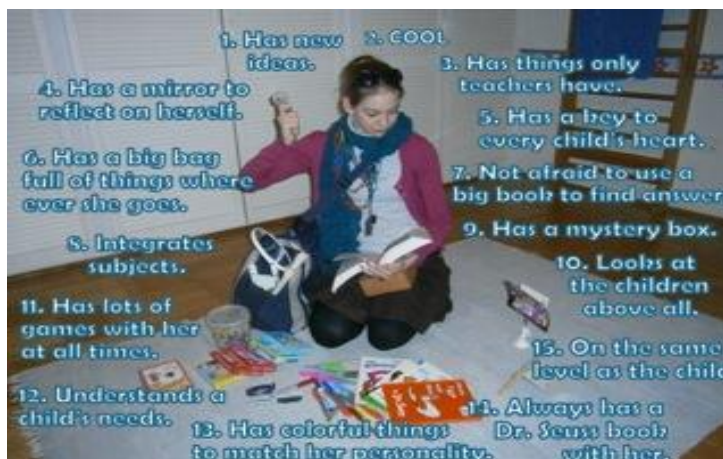 1. Has new
ideas.
2. COOL
3. Has things only
teachers have.
4. Has a mirror to
reflect on herself.
5. Has a key to
every child's heart.
6. Has a big bag
full of things where
ever she goes.
7. Not afraid to use a
big book to find answer
8. Integrates
subjects.
9. Has a mystery box.
10. Looks at
the children
above all.
11. Has lots of
games with her
at all times.
15. On the same
level as the child
12. Understands a
child's needs.
13. Has colorful things
to match her personality.
14. Always has a
Dr. Seuss book
with her.